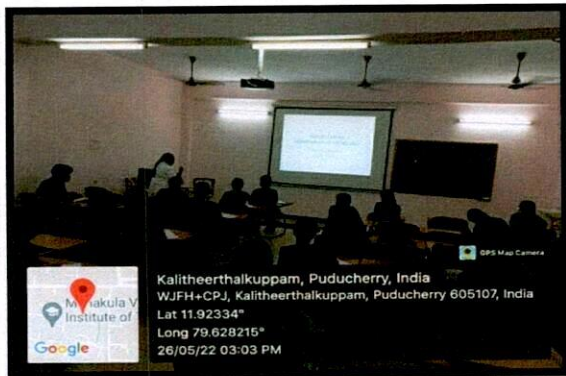 GPS Map Camera
Kalitheerthalkuppam, Puducherry, India
WJFH+CPJ, Kalitheerthalkuppam, Puducherry 605107, India
Lat 11.92334°
Long 79.628215°
26/05/22 03:03 PM
Institute of
Google